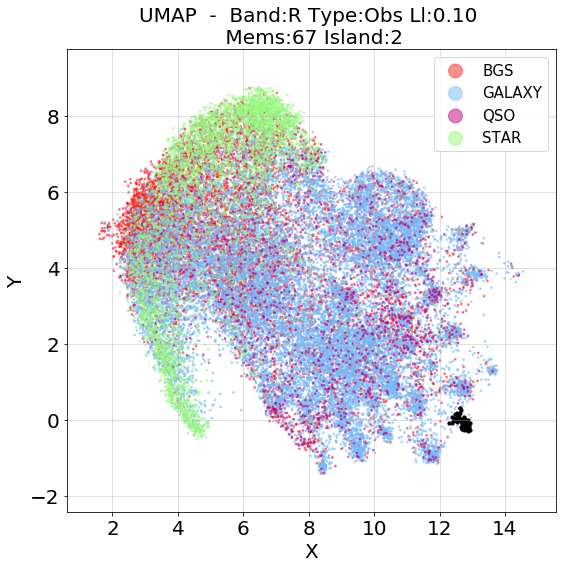 UMAP  -  Band:R Type:Obs Ll:0.10
Mems:67 Island:2
BGS
GALAXY
QSO
STAR
8
6
4
2
0
−2
Y
2
4
6
8
10
12
14
X